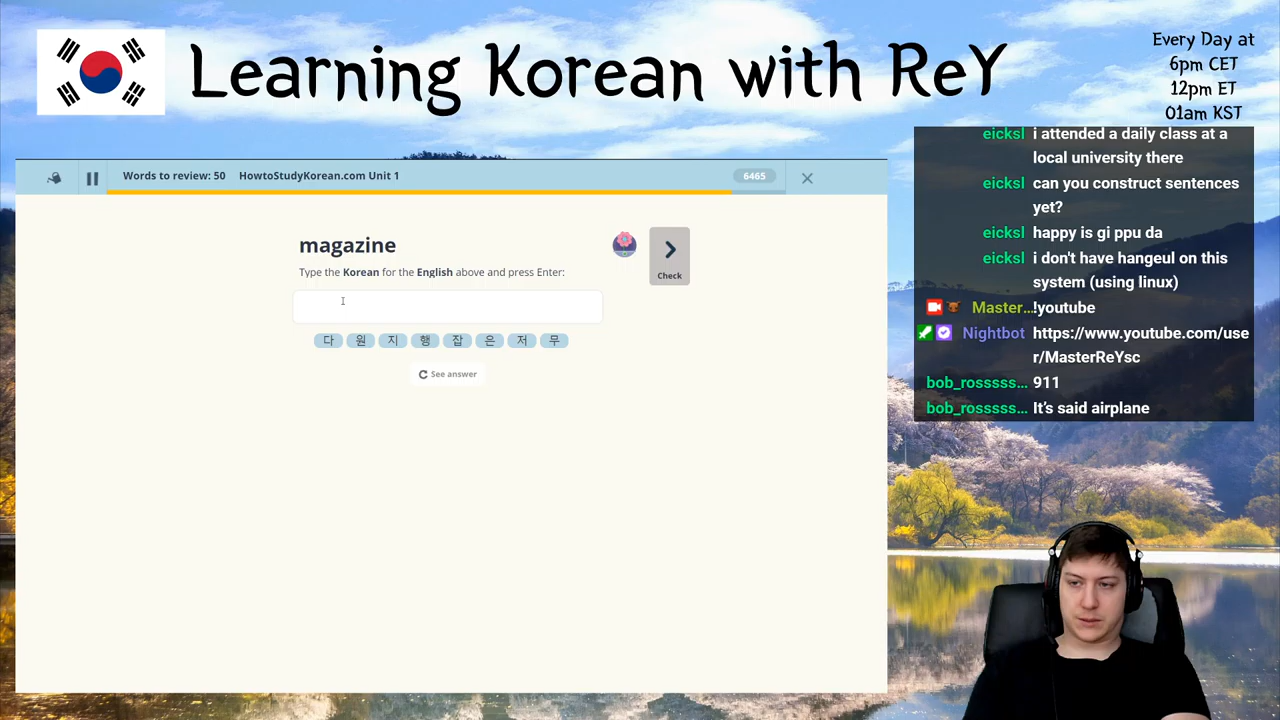 Learning Korean with ReY
Every Day at
6pm CET
12pm ET
01am KST
Words to review: 50 HowtoStudyKorean.com Unit 1
6465
magazine
Type the Korean for the English above and press Enter:
Check
다 원 지 행 잡 은 저 무
See answer
eicksl i attended a daily class at a
local university there
eicksl can you construct sentences
yet?
eicksl happy is gi ppu da
eicksl i don't have hangeul on this
system (using linux)
Master... !youtube
Nightbot https://www.youtube.com/use
r/MasterReYsc
bob_rosssss... 911
bob_rosssss... It's said airplane